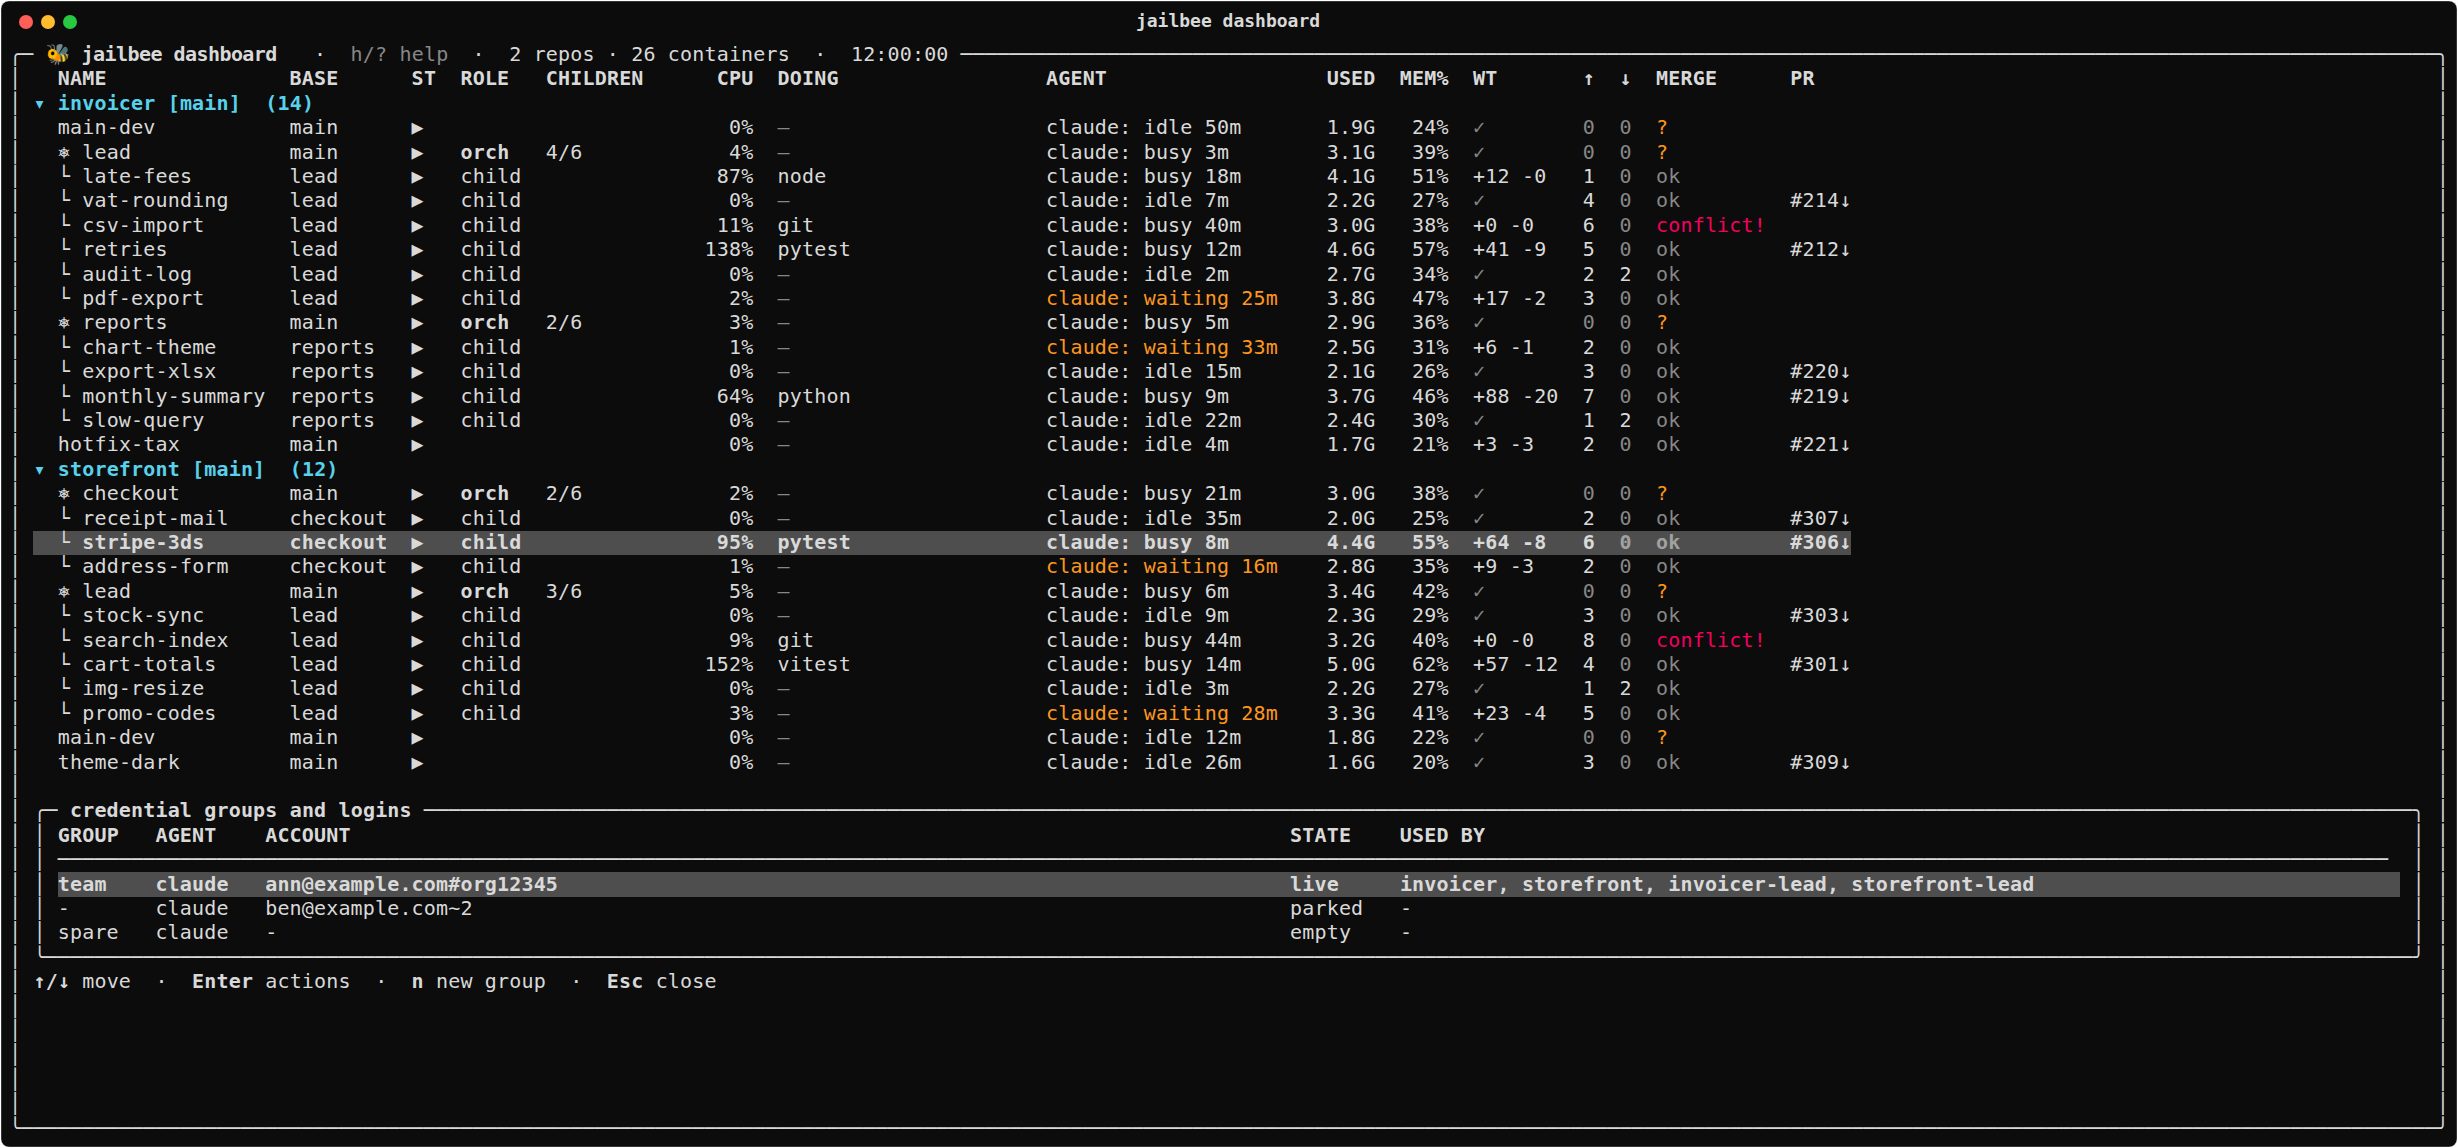 jailbee dashboard
🐝 jailbee dashboard · h/? help · 2 repos · 26 containers · 12:00:00
NAME BASE ST ROLE CHILDREN CPU DOING AGENT USED MEM% WT ↑ ↓ MERGE PR
▾ invoicer [main] (14)
main-dev main ▶ 0% — claude: idle 50m 1.9G 24% ✓ 0 0 ?
⎈ lead main ▶ orch 4/6 4% — claude: busy 3m 3.1G 39% ✓ 0 0 ?
└ late-fees lead ▶ child 87% node claude: busy 18m 4.1G 51% +12 -0 1 0 ok
└ vat-rounding lead ▶ child 0% — claude: idle 7m 2.2G 27% ✓ 4 0 ok #214↓
└ csv-import lead ▶ child 11% git claude: busy 40m 3.0G 38% +0 -0 6 0 conflict!
└ retries lead ▶ child 138% pytest claude: busy 12m 4.6G 57% +41 -9 5 0 ok #212↓
└ audit-log lead ▶ child 0% — claude: idle 2m 2.7G 34% ✓ 2 2 ok
└ pdf-export lead ▶ child 2% — claude: waiting 25m 3.8G 47% +17 -2 3 0 ok
⎈ reports main ▶ orch 2/6 3% — claude: busy 5m 2.9G 36% ✓ 0 0 ?
└ chart-theme reports ▶ child 1% — claude: waiting 33m 2.5G 31% +6 -1 2 0 ok
└ export-xlsx reports ▶ child 0% — claude: idle 15m 2.1G 26% ✓ 3 0 ok #220↓
└ monthly-summary reports ▶ child 64% python claude: busy 9m 3.7G 46% +88 -20 7 0 ok #219↓
└ slow-query reports ▶ child 0% — claude: idle 22m 2.4G 30% ✓ 1 2 ok
hotfix-tax main ▶ 0% — claude: idle 4m 1.7G 21% +3 -3 2 0 ok #221↓
▾ storefront [main] (12)
⎈ checkout main ▶ orch 2/6 2% — claude: busy 21m 3.0G 38% ✓ 0 0 ?
└ receipt-mail checkout ▶ child 0% — claude: idle 35m 2.0G 25% ✓ 2 0 ok #307↓
└ stripe-3ds checkout ▶ child 95% pytest claude: busy 8m 4.4G 55% +64 -8 6 0 ok #306↓
└ address-form checkout ▶ child 1% — claude: waiting 16m 2.8G 35% +9 -3 2 0 ok
⎈ lead main ▶ orch 3/6 5% — claude: busy 6m 3.4G 42% ✓ 0 0 ?
└ stock-sync lead ▶ child 0% — claude: idle 9m 2.3G 29% ✓ 3 0 ok #303↓
└ search-index lead ▶ child 9% git claude: busy 44m 3.2G 40% +0 -0 8 0 conflict!
└ cart-totals lead ▶ child 152% vitest claude: busy 14m 5.0G 62% +57 -12 4 0 ok #301↓
└ img-resize lead ▶ child 0% — claude: idle 3m 2.2G 27% ✓ 1 2 ok
└ promo-codes lead ▶ child 3% — claude: waiting 28m 3.3G 41% +23 -4 5 0 ok
main-dev main ▶ 0% — claude: idle 12m 1.8G 22% ✓ 0 0 ?
theme-dark main ▶ 0% — claude: idle 26m 1.6G 20% ✓ 3 0 ok #309↓
credential groups and logins
GROUP AGENT ACCOUNT STATE USED BY
team claude ann@example.com#org12345 live invoicer, storefront, invoicer-lead, storefront-lead
- claude ben@example.com~2 parked -
spare claude - empty -
↑/↓ move · Enter actions · n new group · Esc close